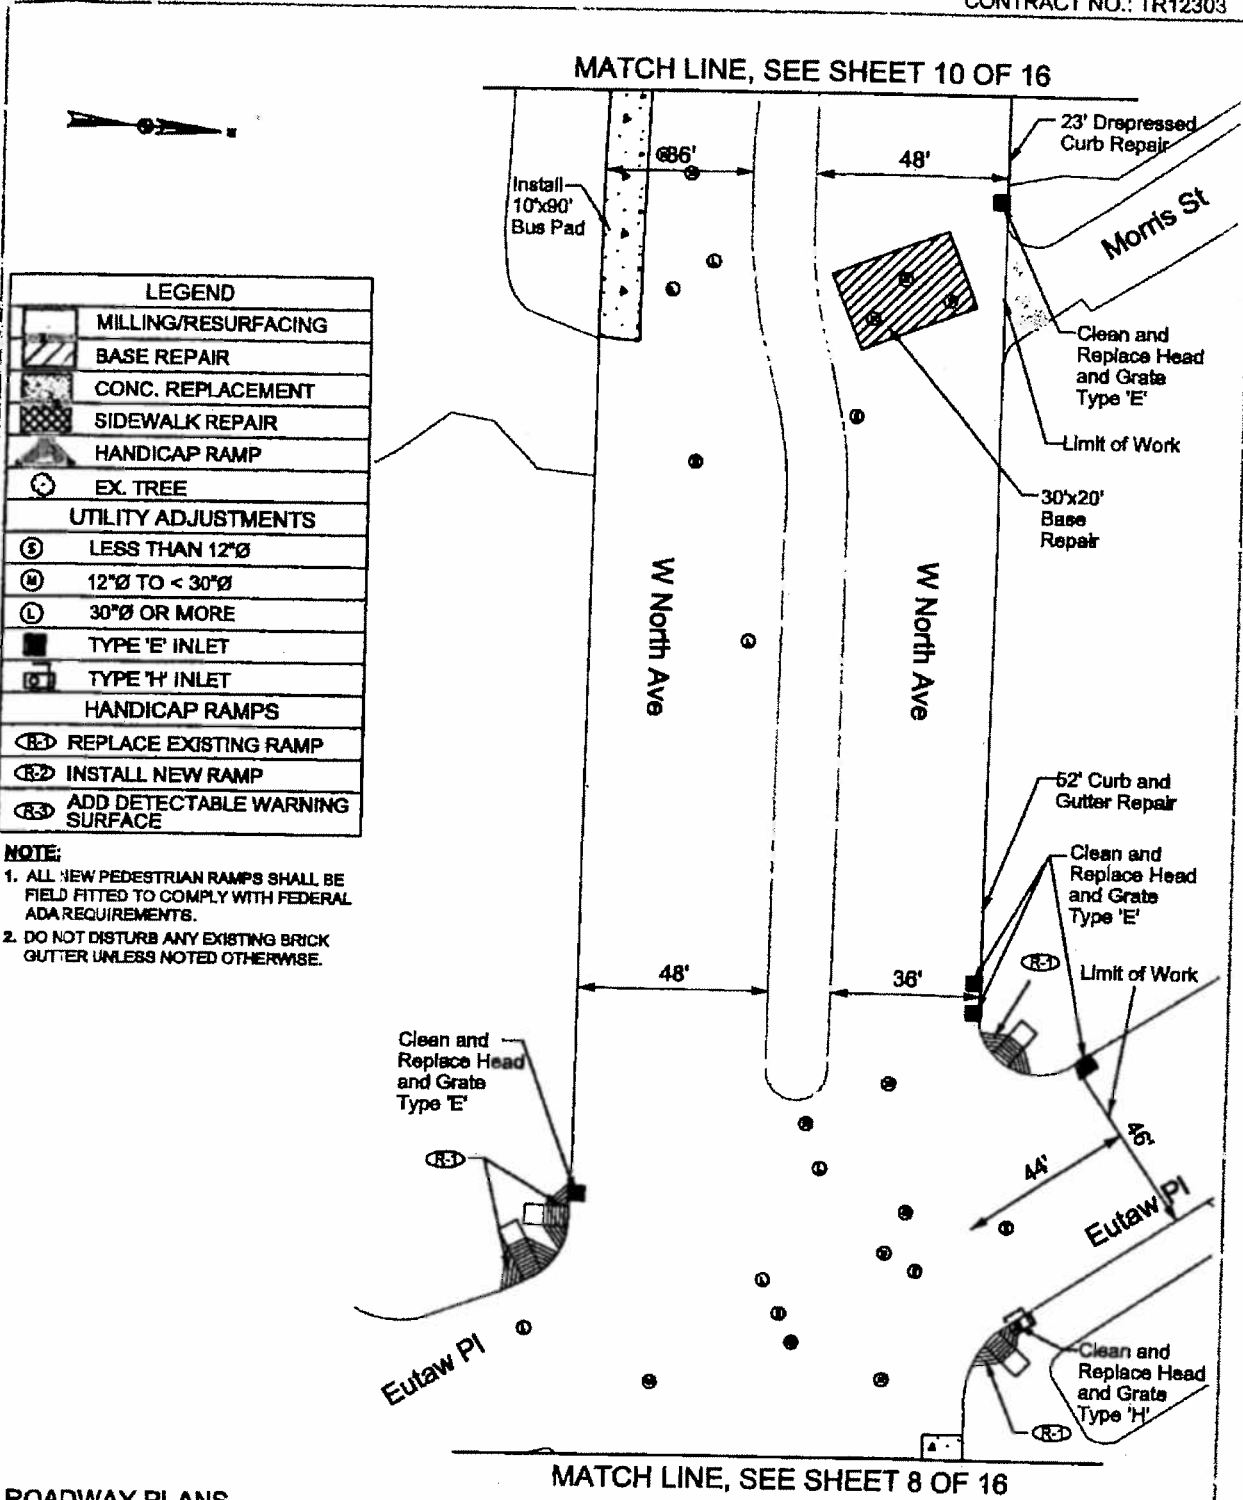 CONTRACT NO.: TR12303
MATCH LINE, SEE SHEET 10 OF 16
23' Drepressed
Curb Repair
48'
Install
10'x90'
Bus Pad
Morris St
LEGEND
MILLING/RESURFACING
BASE REPAIR
CONC. REPLACEMENT
SIDEWALK REPAIR
HANDICAP RAMP
EX. TREE
UTILITY ADJUSTMENTS
S LESS THAN 12"Ø
M 12"Ø TO < 30"Ø
L 30"Ø OR MORE
TYPE 'E' INLET
TYPE 'H' INLET
HANDICAP RAMPS
R-1 REPLACE EXISTING RAMP
R-2 INSTALL NEW RAMP
R-3 ADD DETECTABLE WARNING
SURFACE
NOTE:
1. ALL NEW PEDESTRIAN RAMPS SHALL BE
FIELD FITTED TO COMPLY WITH FEDERAL
ADA REQUIREMENTS.
2. DO NOT DISTURB ANY EXISTING BRICK
GUTTER UNLESS NOTED OTHERWISE.
Clean and
Replace Head
and Grate
Type 'E'
Limit of Work
30'x20'
Base
Repair
W North Ave
W North Ave
52' Curb and
Gutter Repair
Clean and
Replace Head
and Grate
Type 'E'
R-1
Limit of Work
48'
36'
Clean and
Replace Head
and Grate
Type 'E'
R-1
46'
44'
Eutaw Pl
Eutaw Pl
Clean and
Replace Head
and Grate
Type 'H'
R-1
MATCH LINE, SEE SHEET 8 OF 16
ROADWAY PLANS